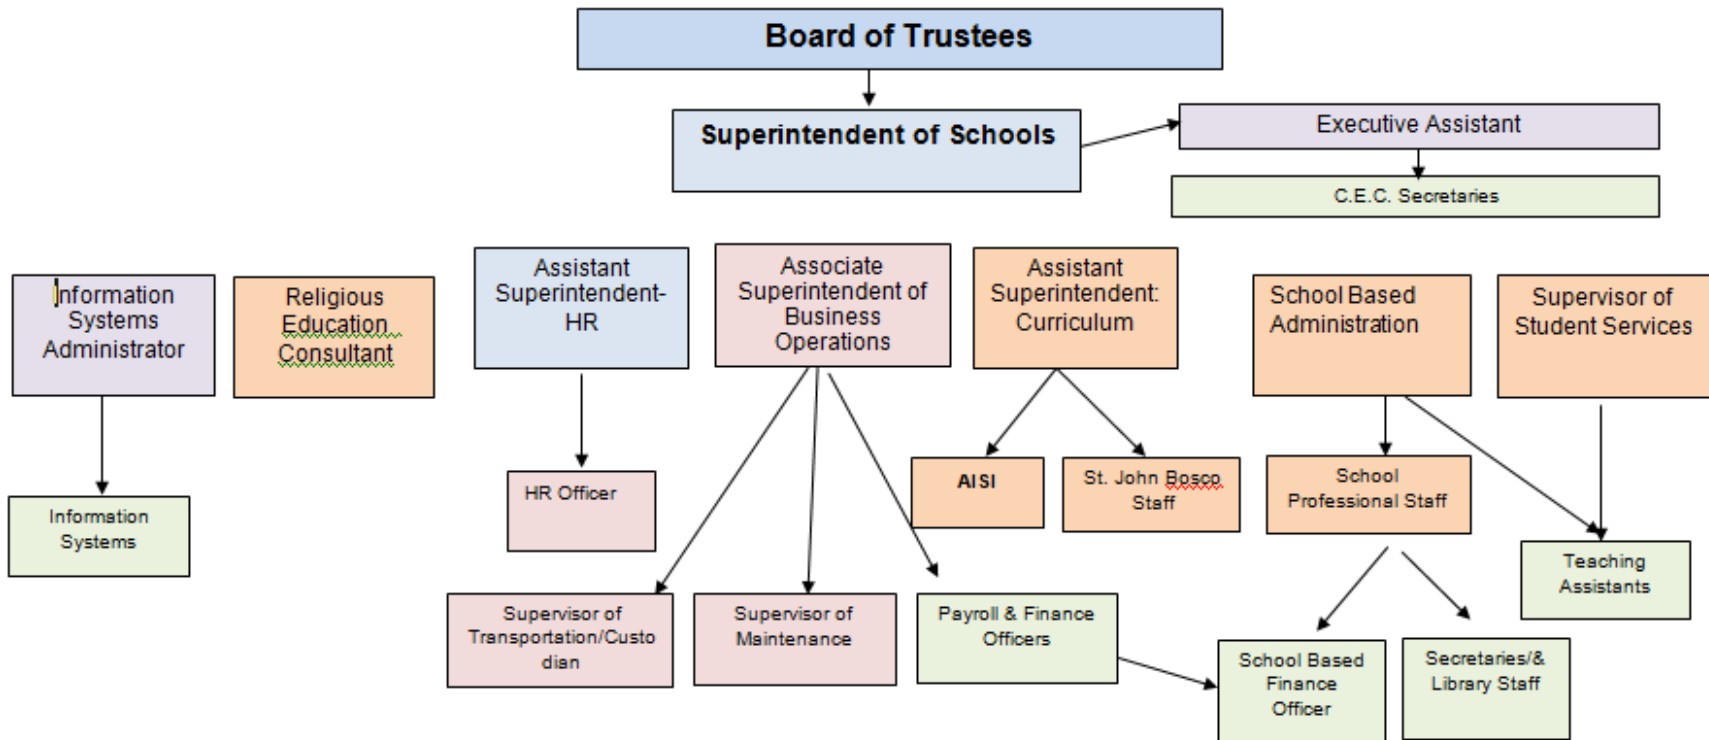 Board of Trustees
Superintendent of Schools
Executive Assistant
C.E.C. Secretaries
Information
Systems
Administrator
Religious
Education
Consultant
Assistant
Superintendent-
HR
Associate
Superintendent of
Business
Operations
Assistant
Superintendent:
Curriculum
School Based
Administration
Supervisor of
Student Services
Information
Systems
HR Officer
AISI
St. John Bosco
Staff
School
Professional Staff
Teaching
Assistants
Supervisor of
Transportation/Custo
dian
Supervisor of
Maintenance
Payroll & Finance
Officers
School Based
Finance
Officer
Secretaries/&
Library Staff